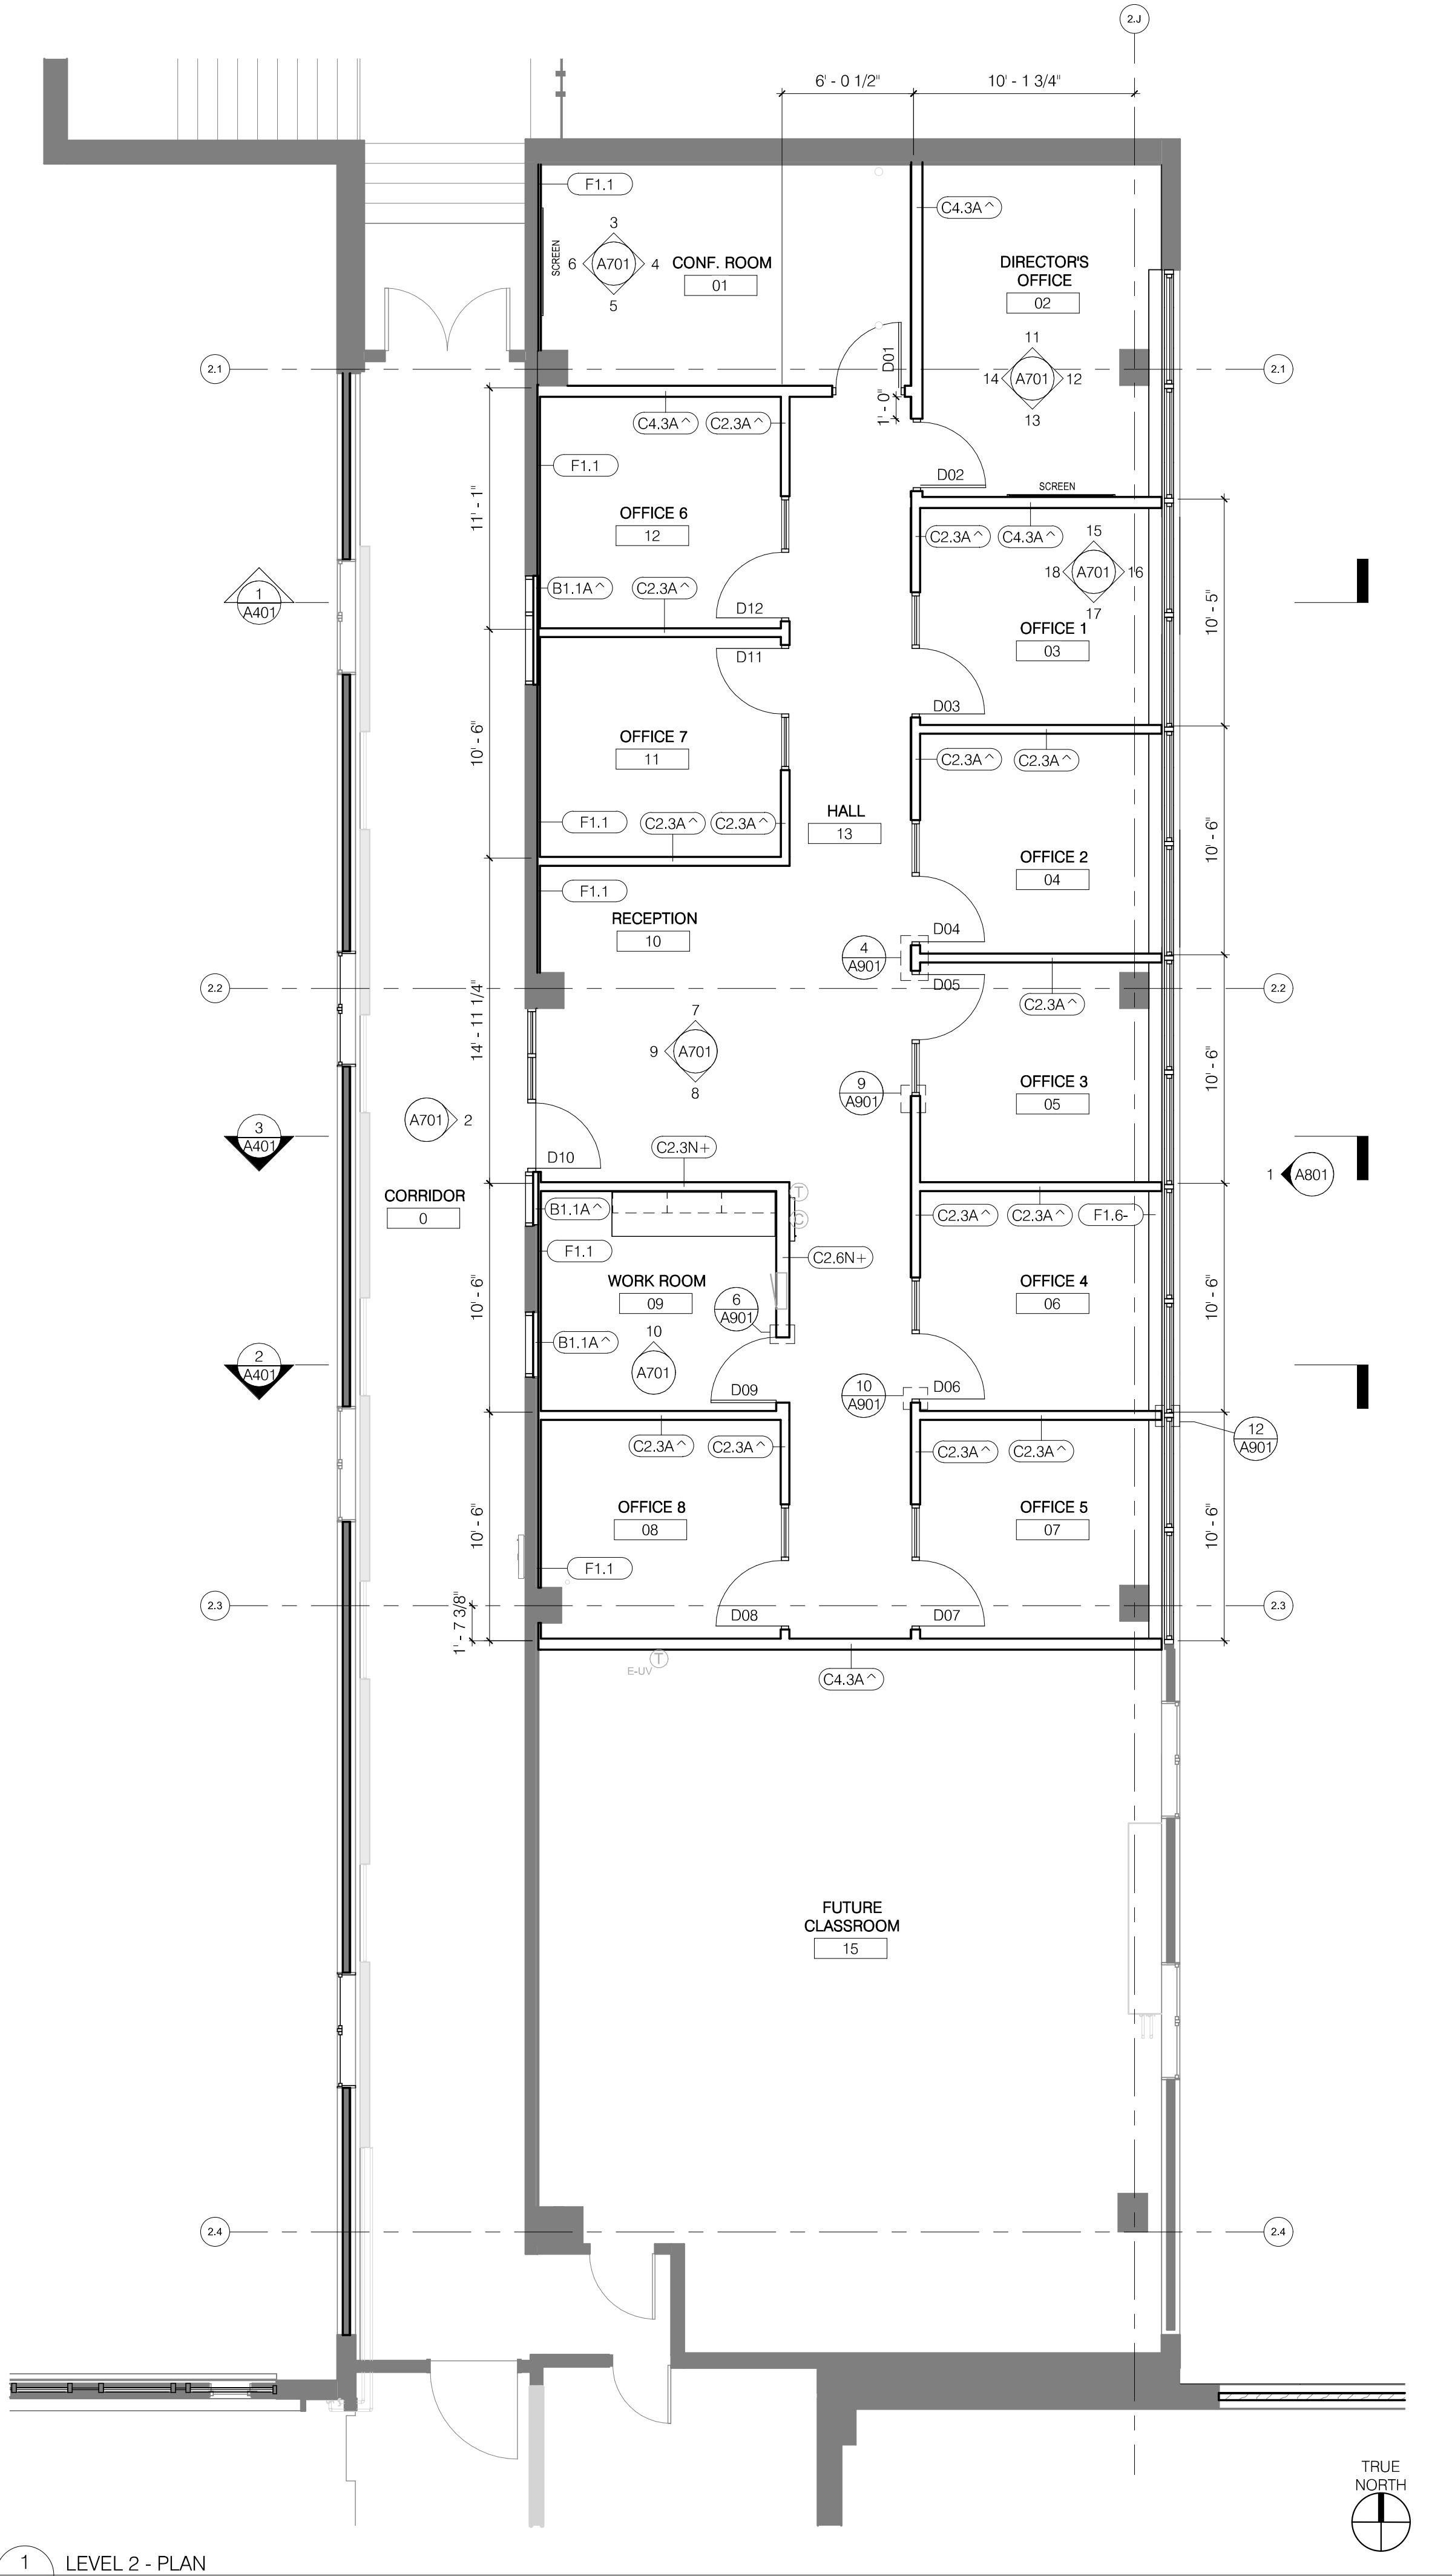 2.J
6' - 0 1/2"
10' - 1 3/4"
F1.1
C4.3A^
3
6 A701 4
5
SCREEN
CONF. ROOM
01
DIRECTOR'S
OFFICE
02
11
14 A701 12
13
D01
2.1
2.1
1' - 0"
C4.3A^
C2.3A^
F1.1
D02
SCREEN
11' - 1"
OFFICE 6
12
C2.3A^
C4.3A^
15
18 A701 16
17
B1.1A^
C2.3A^
D12
1
A401
10' - 5"
OFFICE 1
03
D11
D03
10' - 6"
OFFICE 7
11
C2.3A^
C2.3A^
F1.1
C2.3A^
C2.3A^
HALL
13
10' - 6"
OFFICE 2
04
F1.1
RECEPTION
10
D04
4
A901
D05
2.2
2.2
C2.3A^
14' - 11 1/4"
7
9 A701
8
9
A901
OFFICE 3
05
10' - 6"
A701 2
3
A401
D10
C2.3N+
1 A801
CORRIDOR
0
T
C
B1.1A^
C2.3A^
C2.3A^
F1.6-
F1.1
C2.6N+
10' - 6"
WORK ROOM
09
6
A901
OFFICE 4
06
10' - 6"
B1.1A^
10
A701
2
A401
D09
10
A901
D06
12
A901
C2.3A^
C2.3A^
C2.3A^
C2.3A^
10' - 6"
OFFICE 8
08
OFFICE 5
07
10' - 6"
F1.1
2.3
2.3
1' - 7 3/8"
D08
D07
T
E-UV
C4.3A^
FUTURE
CLASSROOM
15
2.4
2.4
TRUE
NORTH
1
LEVEL 2 - PLAN